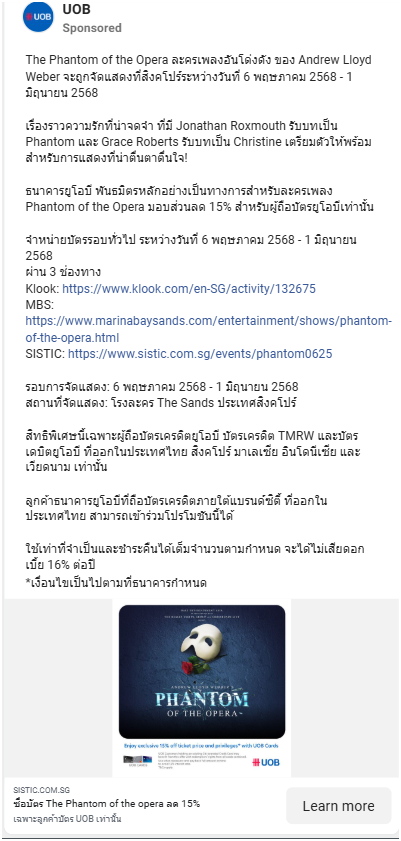 UOB
UOB
Sponsored
The Phantom of the Opera ละครเพลงอันโด่งดัง ของ Andrew Lloyd
Weber จะถูกจัดแสดงที่สิงคโปร์ระหว่างวันที่ 6 พฤษภาคม 2568 - 1
มิถุนายน 2568
เรื่องราวความรักที่น่าจดจำ ที่มี Jonathan Roxmouth รับบทเป็น
Phantom และ Grace Roberts รับบทเป็น Christine เตรียมตัวให้พร้อม
สำหรับการแสดงที่น่าตื่นตาตื่นใจ!
ธนาคารยูโอบี พันธมิตรหลักอย่างเป็นทางการสำหรับละครเพลง
Phantom of the Opera มอบส่วนลด 15% สำหรับผู้ถือบัตรยูโอบีเท่านั้น
จำหน่ายบัตรรอบทั่วไป ระหว่างวันที่ 6 พฤษภาคม 2568 - 1 มิถุนายน
2568
ผ่าน 3 ช่องทาง
Klook: https://www.klook.com/en-SG/activity/132675
MBS:
https://www.marinabaysands.com/entertainment/shows/phantom-
of-the-opera.html
SISTIC: https://www.sistic.com.sg/events/phantom0625
รอบการจัดแสดง: 6 พฤษภาคม 2568 - 1 มิถุนายน 2568
สถานที่จัดแสดง: โรงละคร The Sands ประเทศสิงคโปร์
สิทธิพิเศษนี้เฉพาะผู้ถือบัตรเครดิตยูโอบี บัตรเครดิต TMRW และบัตร
เดบิตยูโอบี ที่ออกในประเทศไทย สิงคโปร์ มาเลเซีย อินโดนีเซีย และ
เวียดนาม เท่านั้น
ลูกค้าธนาคารยูโอบีที่ถือบัตรเครดิตภายใต้แบรนด์ซิตี้ ที่ออกใน
ประเทศไทย สามารถเข้าร่วมโปรโมชันนี้ได้
ใช้เท่าที่จำเป็นและชำระคืนได้เต็มจำนวนตามกำหนด จะได้ไม่เสียดอก
เบี้ย 16% ต่อปี
*เงื่อนไขเป็นไปตามที่ธนาคารกำหนด
ANDREW LLOYD WEBBER'S
PHANTOM
OF THE OPERA
Enjoy exclusive 15% off ticket price and privileges* with UOB Cards
UOB
SISTIC.COM.SG
ซื้อบัตร The Phantom of the opera ลด 15%
เฉพาะลูกค้าบัตร UOB เท่านั้น
Learn more